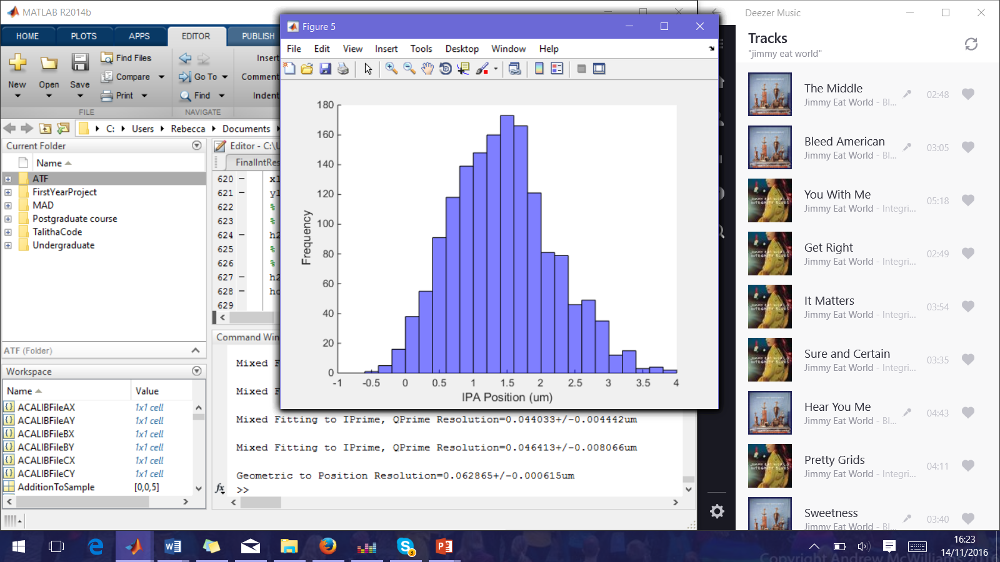 MATLAB R2014b
HOME PLOTS APPS EDITOR PUBLISH
New Open Save
Find Files
Compare
Print
FILE
Go To
Find
NAVIGATE
Insert
Comment
Indent
C: Users Rebecca Documents
Current Folder
Name
ATF
FirstYearProject
MAD
Postgraduate course
TalithaCode
Undergraduate
ATF (Folder)
Workspace
Name Value
ACALIBFileAX 1x1 cell
ACALIBFileAY 1x1 cell
ACALIBFileBX 1x1 cell
ACALIBFileBY 1x1 cell
ACALIBFileCX 1x1 cell
ACALIBFileCY 1x1 cell
AdditionToSample [0,0,5]
Editor - C:\U
FinalIntRes
620 – xl
621 – yl
622 %
623 %
624 – h2
625 %
626 %
627 – h2
628 – ho
629
Command Win
Mixed F
Mixed F
Mixed Fitting to IPrime, QPrime Resolution=0.044033+/-0.004442um
Mixed Fitting to IPrime, QPrime Resolution=0.046413+/-0.008066um
Geometric to Position Resolution=0.062865+/-0.000615um
fx >>
Figure 5
File Edit View Insert Tools Desktop Window Help
180
160
140
120
100
80
60
40
20
0
Frequency
-1 -0.5 0 0.5 1 1.5 2 2.5 3 3.5 4
IPA Position (um)
Deezer Music
Tracks
"jimmy eat world"
The Middle
Jimmy Eat World - Bl... 02:48
Bleed American
Jimmy Eat World - Bl... 03:05
You With Me
Jimmy Eat World - Integri... 05:18
Get Right
Jimmy Eat World - Integri... 02:49
It Matters
Jimmy Eat World - Integri... 03:54
Sure and Certain
Jimmy Eat World - Integri... 03:35
Hear You Me
Jimmy Eat World - Bl... 04:43
Pretty Grids
Jimmy Eat World - Integri... 04:11
Sweetness
Jimmy Eat World - Bl... 03:40
3
16:23
14/11/2016
Copyright Andrew McWilliams 2016